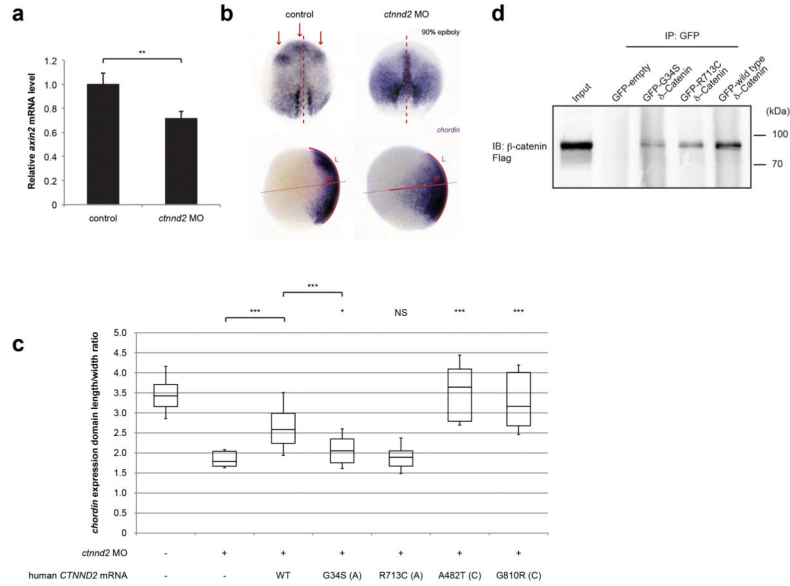 a
**
Relative axin2 mRNA level
1.2
1
0.8
0.6
0.4
0.2
0
control
ctnnd2 MO
b
control
ctnnd2 MO
90% epiboly
chordin
L
W
L
W
d
IP: GFP
Input
GFP-empty
GFP-G34S δ–Catenin
GFP-R713C δ–Catenin
GFP-wild type δ–Catenin
(kDa)
IB: β-catenin
Flag
100
70
c
***
***
*
NS
***
***
chordin expression domain length/width ratio
5.0
4.5
4.0
3.5
3.0
2.5
2.0
1.5
1.0
0.5
0
ctnnd2 MO - + + + + + +
human CTNND2 mRNA - - WT G34S (A) R713C (A) A482T (C) G810R (C)